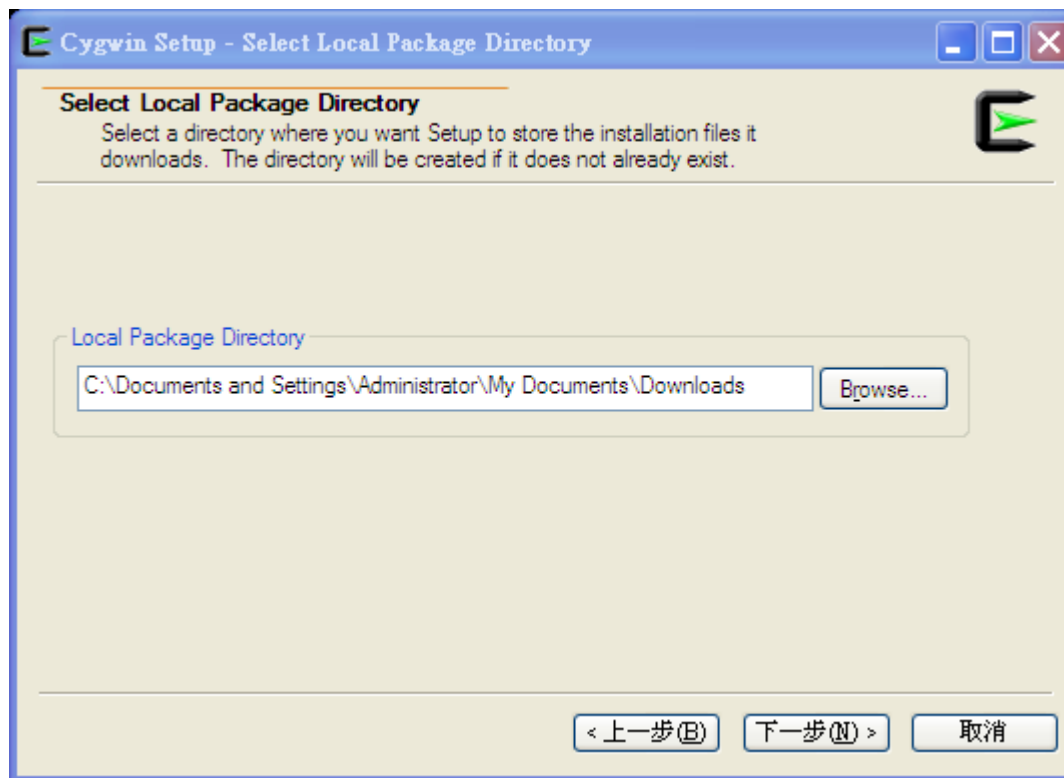 Cygwin Setup - Select Local Package Directory
Select Local Package Directory
Select a directory where you want Setup to store the installation files it
downloads.  The directory will be created if it does not already exist.
Local Package Directory
C:\Documents and Settings\Administrator\My Documents\Downloads
Browse...
< 上一步(B)
下一步(N) >
取消